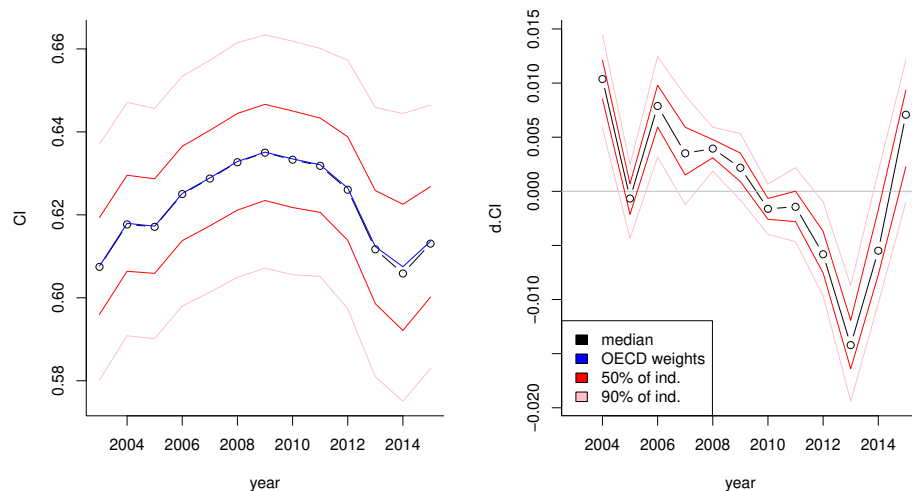 CI
0.58 0.60 0.62 0.64 0.66
2004 2006 2008 2010 2012 2014
year
d.CI
−0.020 −0.010 0.000 0.005 0.010 0.015
median
OECD weights
50% of ind.
90% of ind.
2004 2006 2008 2010 2012 2014
year